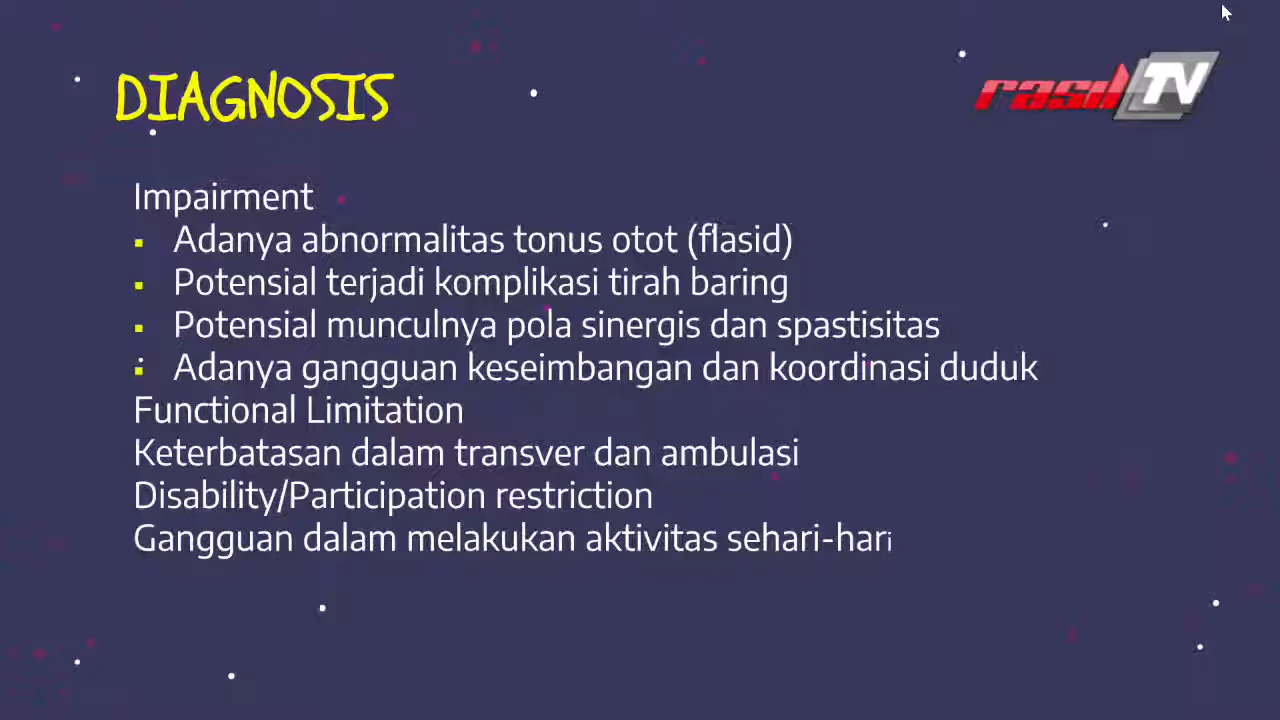 DIAGNOSIS
rasil TV
Impairment
▪ Adanya abnormalitas tonus otot (flasid)
▪ Potensial terjadi komplikasi tirah baring
▪ Potensial munculnya pola sinergis dan spastisitas
▪ Adanya gangguan keseimbangan dan koordinasi duduk
Functional Limitation
Keterbatasan dalam transver dan ambulasi
Disability/Participation restriction
Gangguan dalam melakukan aktivitas sehari-hari